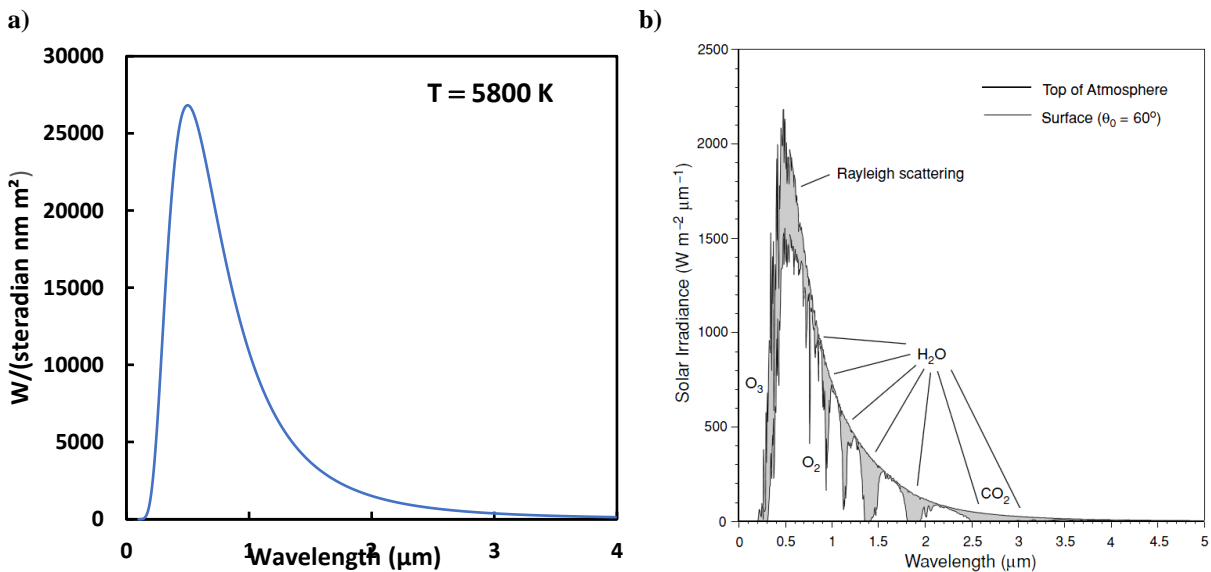 a)
b)
T = 5800 K
W/(steradian nm m²)
30000
25000
20000
15000
10000
5000
0
0 1 2 3 4
Wavelength (μm)
Solar Irradiance (W m⁻² μm⁻¹)
2500
2000
1500
1000
500
0
Top of Atmosphere
Surface (θ₀ = 60º)
Rayleigh scattering
H₂O
O₃
O₂
CO₂
0 0.5 1 1.5 2 2.5 3 3.5 4 4.5 5
Wavelength (μm)